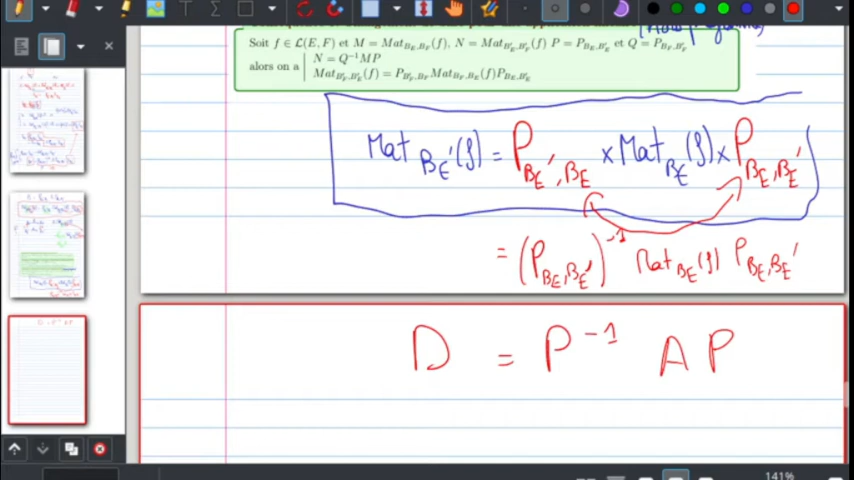 Soit f ∈ L(E, F) et M = Mat_{B_E,B_F}(f), N = Mat_{B'_E,B'_F}(f) P = P_{B_E,B'_E} et Q = P_{B_F,B'_F}
alors on a | N = Q⁻¹MP
Mat_{B'_F,B'_E}(f) = P_{B'_F,B_F} Mat_{B_F,B_E}(f) P_{B_E,B'_E}
Mat_{B_E'}(f) = P_{B_E',B_E} × Mat_{B_E}(f) × P_{B_E,B_E'}
= (P_{B_E,B_E'})⁻¹ Mat_{B_E}(f) P_{B_E,B_E'}
D = P⁻¹ A P
141%